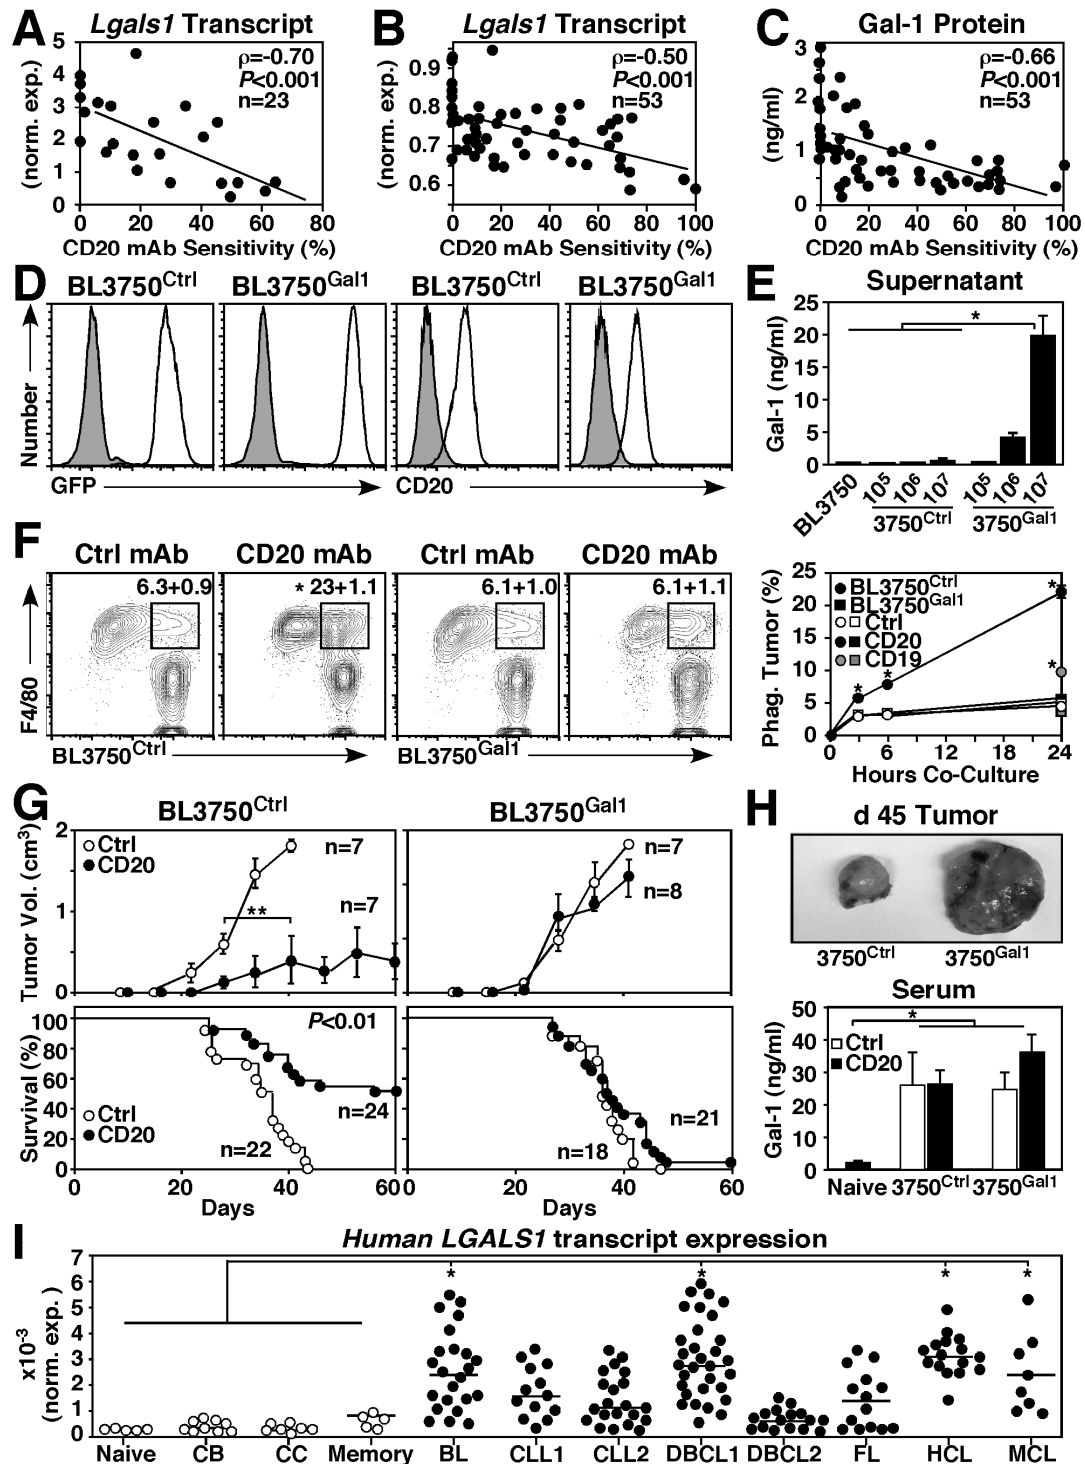 A
Lgals1 Transcript
(norm. exp.)
5
4
3
2
1
0
ρ=-0.70
P<0.001
n=23
0 20 40 60 80
CD20 mAb Sensitivity (%)
B
Lgals1 Transcript
(norm. exp.)
0.9
0.8
0.7
0.6
ρ=-0.50
P<0.001
n=53
0 20 40 60 80 100
CD20 mAb Sensitivity (%)
C
Gal-1 Protein
(ng/ml)
3
2
1
0
ρ=-0.66
P<0.001
n=53
0 20 40 60 80 100
CD20 mAb Sensitivity (%)
D
BL3750Ctrl BL3750Gal1 BL3750Ctrl BL3750Gal1
Number
GFP CD20
E
Supernatant
Gal-1 (ng/ml)
25
20
15
10
5
0
*
BL3750 10⁵ 10⁶ 10⁷ 10⁵ 10⁶ 10⁷
3750Ctrl 3750Gal1
F
Ctrl mAb CD20 mAb Ctrl mAb CD20 mAb
6.3+0.9 * 23+1.1 6.1+1.0 6.1+1.1
F4/80
BL3750Ctrl BL3750Gal1
Phag. Tumor (%)
25
20
15
10
5
0
BL3750Ctrl
BL3750Gal1
Ctrl
CD20
CD19
* * * *
0 6 12 18 24
Hours Co-Culture
G
BL3750Ctrl BL3750Gal1
Tumor Vol. (cm³)
2
1
0
Ctrl
CD20
n=7
n=7
**
n=7
n=8
Survival (%)
100
80
60
40
20
0
P<0.01
Ctrl
CD20
n=24
n=22
n=21
n=18
0 20 40 60 0 20 40 60
Days Days
H
d 45 Tumor
3750Ctrl 3750Gal1
Serum
Gal-1 (ng/ml)
50
40
30
20
10
0
*
Ctrl
CD20
Naive 3750Ctrl 3750Gal1
I
Human LGALS1 transcript expression
x10⁻³
(norm. exp. )
7
6
5
4
3
2
1
0
* * * *
Naive CB CC Memory BL CLL1 CLL2 DBCL1 DBCL2 FL HCL MCL